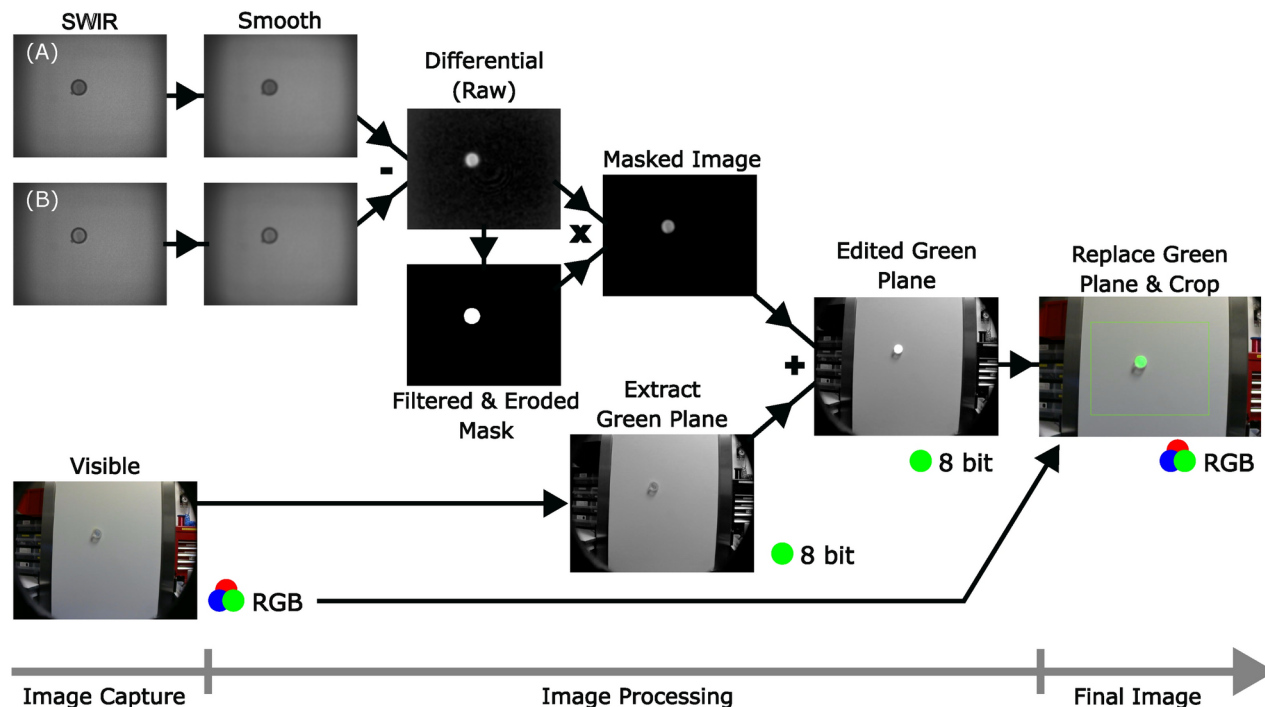 SWIR
Smooth
(A)
Differential
(Raw)
Masked Image
-
(B)
x
Edited Green
Plane
Replace Green
Plane & Crop
+
Filtered & Eroded
Mask
Extract
Green Plane
8 bit
RGB
Visible
8 bit
RGB
Image Capture
Image Processing
Final Image